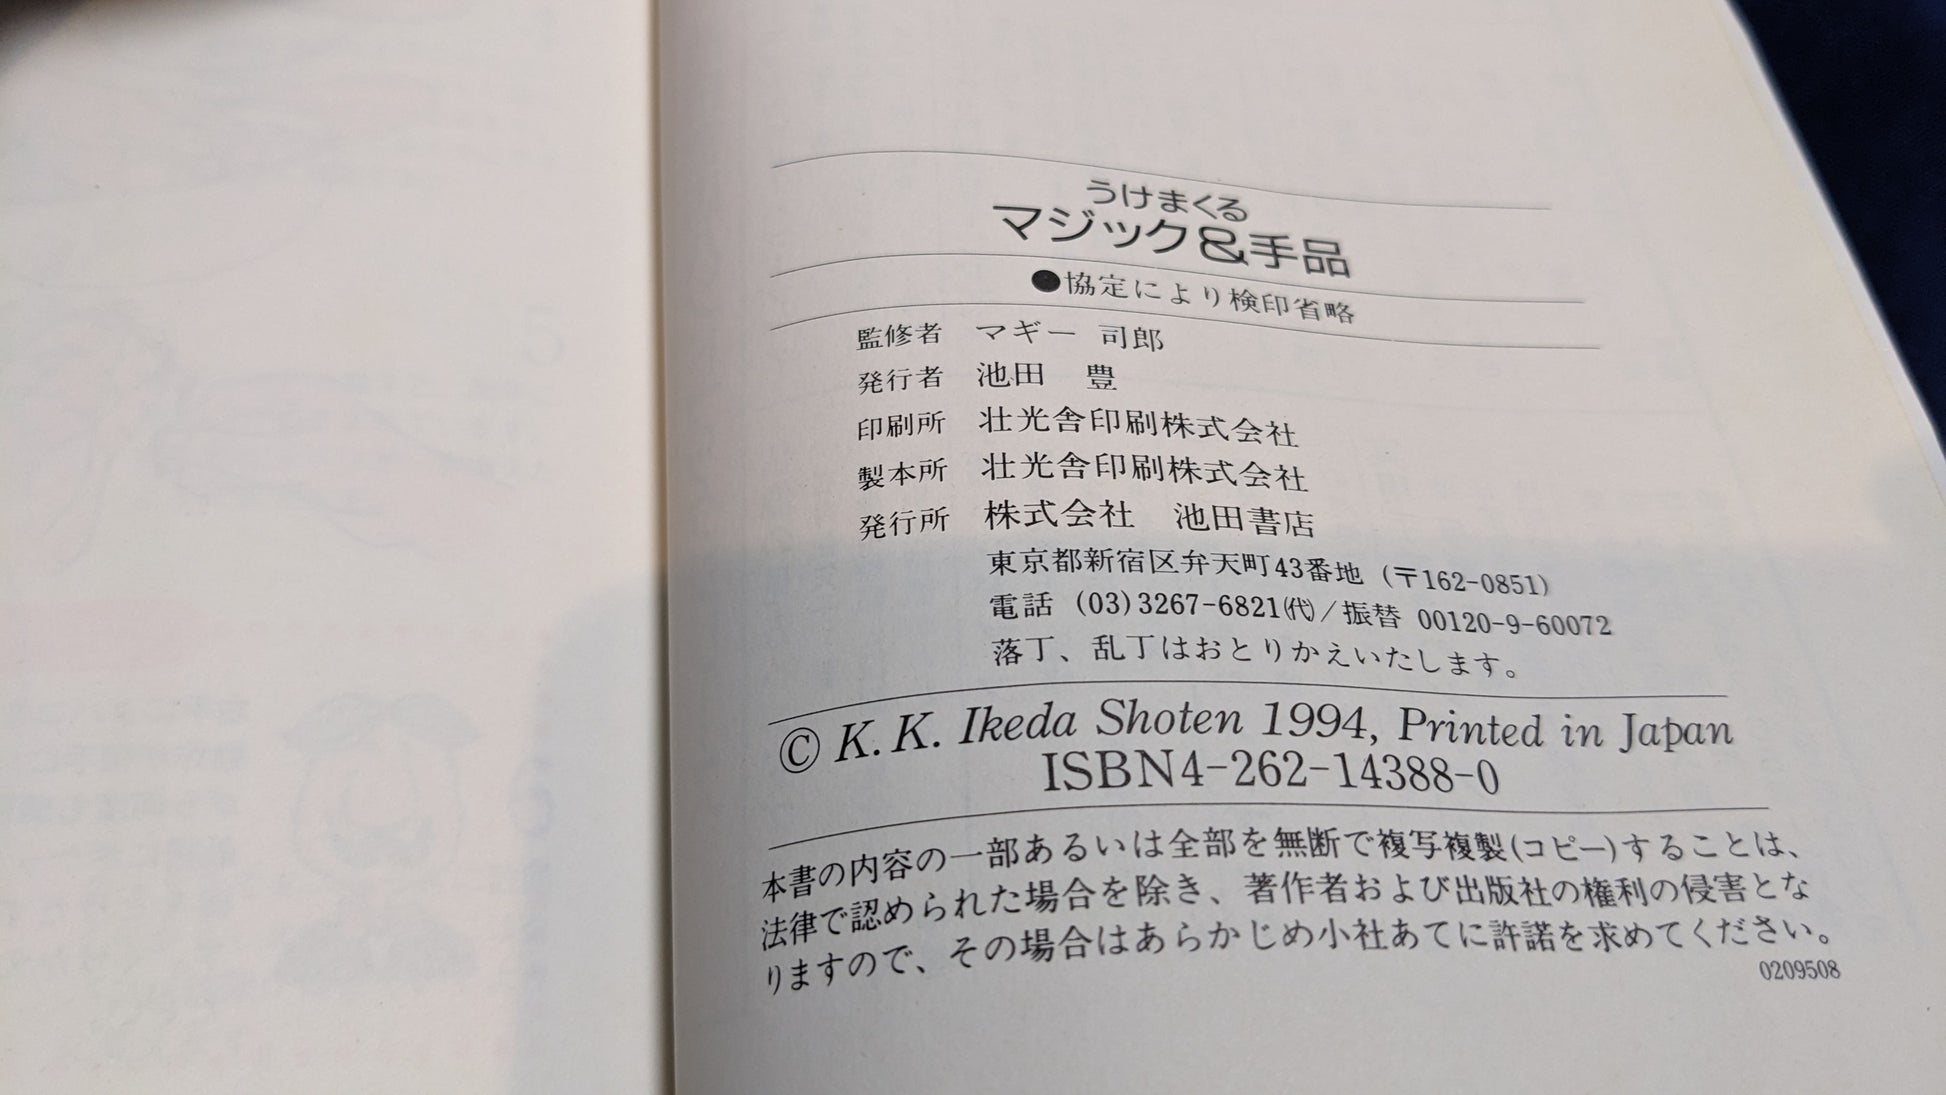 うけまくる
マジック&手品
●協定により検印省略
監修者 マギー 司郎
発行者 池田 豊
印刷所 壮光舎印刷株式会社
製本所 壮光舎印刷株式会社
発行所 株式会社 池田書店
東京都新宿区弁天町43番地 (〒162-0851)
電話 (03)3267-6821㈹/振替 00120-9-60072
落丁、乱丁はおとりかえいたします。
© K.K. Ikeda Shoten 1994, Printed in Japan
ISBN4-262-14388-0
本書の内容の一部あるいは全部を無断で複写複製(コピー)することは、
法律で認められた場合を除き、著作者および出版社の権利の侵害とな
りますので、その場合はあらかじめ小社あてに許諾を求めてください。
0209508